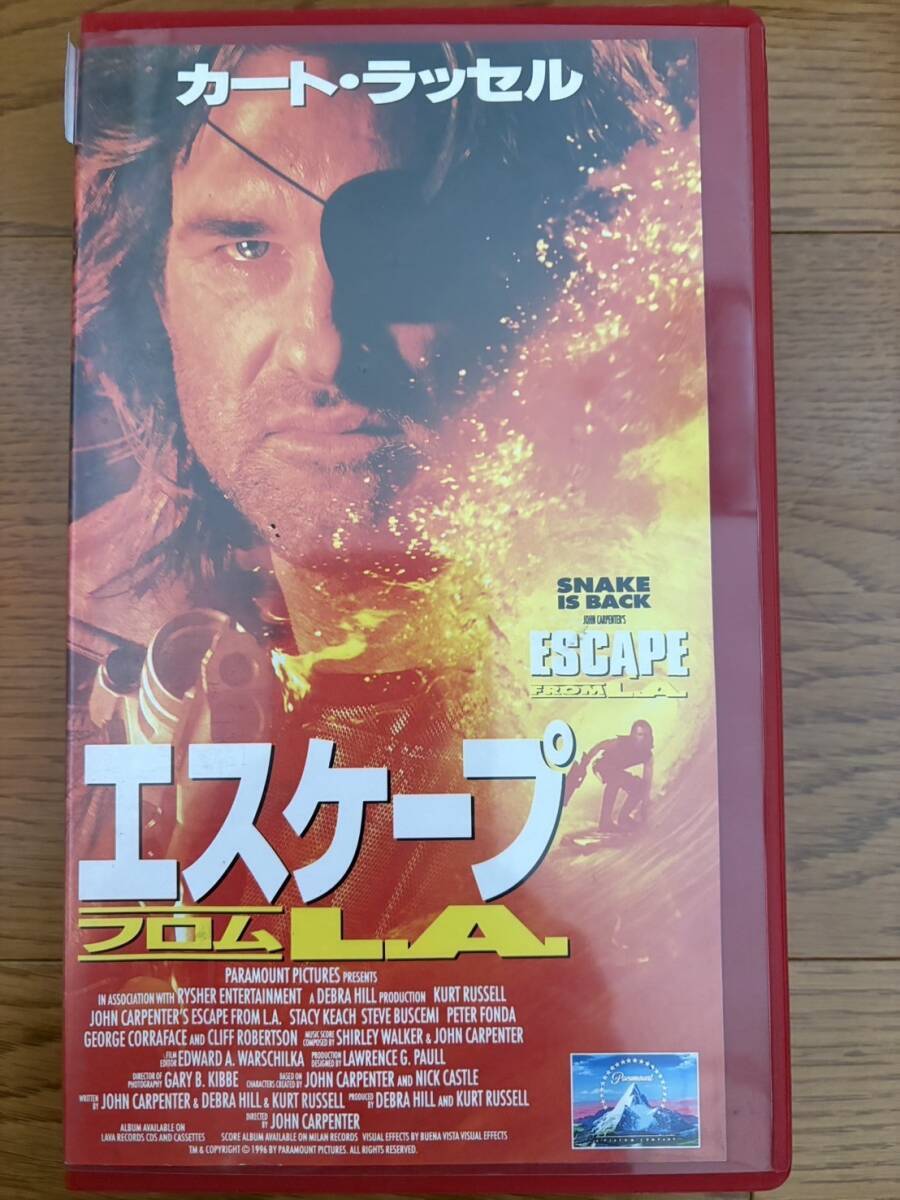 カート・ラッセル
SNAKE
IS BACK
JOHN CARPENTER'S
ESCAPE
FROM L.A.
エスケープ
フロム L.A.
PARAMOUNT PICTURES PRESENTS
IN ASSOCIATION WITH RYSHER ENTERTAINMENT A DEBRA HILL PRODUCTION KURT RUSSELL
JOHN CARPENTER'S ESCAPE FROM L.A. STACY KEACH STEVE BUSCEMI PETER FONDA
GEORGE CORRAFACE AND CLIFF ROBERTSON MUSIC SCORE COMPOSED BY SHIRLEY WALKER & JOHN CARPENTER
FILM EDITOR EDWARD A. WARSCHILKA PRODUCTION DESIGNED BY LAWRENCE G. PAULL
DIRECTOR OF PHOTOGRAPHY GARY B. KIBBE BASED ON CHARACTERS CREATED BY JOHN CARPENTER AND NICK CASTLE
WRITTEN BY JOHN CARPENTER & DEBRA HILL & KURT RUSSELL PRODUCED BY DEBRA HILL AND KURT RUSSELL
DIRECTED BY JOHN CARPENTER
ALBUM AVAILABLE ON
LAVA RECORDS CDS AND CASSETTES SCORE ALBUM AVAILABLE ON MILAN RECORDS VISUAL EFFECTS BY BUENA VISTA VISUAL EFFECTS
TM & COPYRIGHT © 1996 BY PARAMOUNT PICTURES. ALL RIGHTS RESERVED.
Paramount